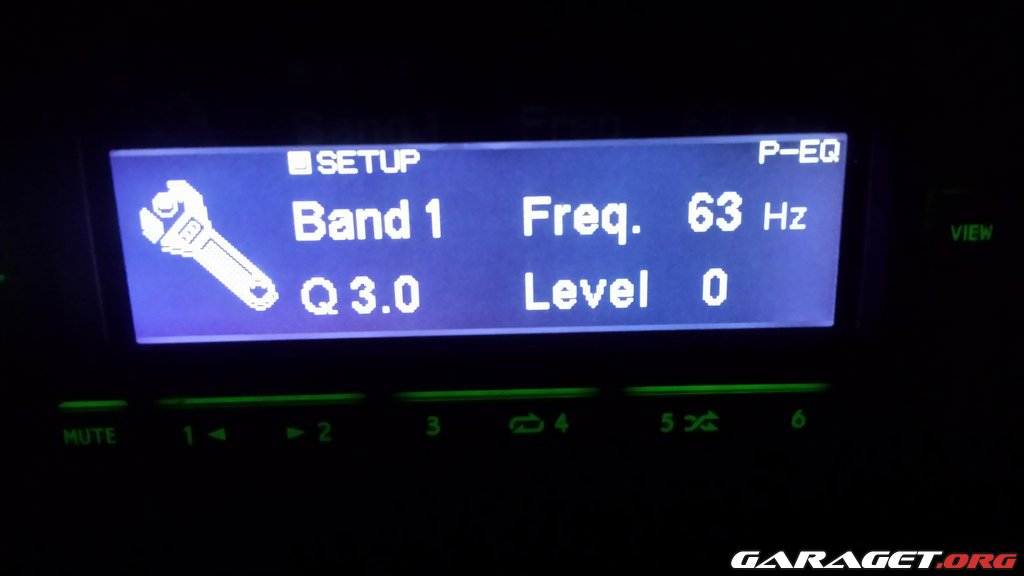 SETUP P-EQ
Band 1 Freq. 63 Hz
Q 3.0 Level 0
VIEW
MUTE 1 2 3 4 5 6
GARAGET.ORG